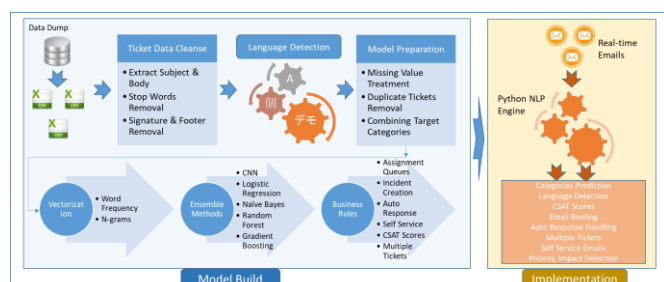 Data Dump
X
CSV
X
CSV
X
CSV
Ticket Data Cleanse
• Extract Subject &
Body
• Stop Words
Removal
• Signature & Footer
Removal
Language Detection
A
個
デモ
Model Preparation
• Missing Value
Treatment
• Duplicate Tickets
Removal
• Combining Target
Categories
Vectorizat
ion
• Word
Frequency
• N-grams
Ensemble
Methods
• CNN
• Logistic
Regression
• Naïve Bayes
• Random
Forest
• Gradient
Boosting
Business
Rules
• Assignment
Queues
• Incident
Creation
• Auto
Response
• Self Service
• CSAT Scores
• Multiple
Tickets
Model Build
Real-time
Emails
Python NLP
Engine
Categories Prediction
Language Detection
CSAT Scores
Email Routing
Auto Response Handling
Multiple Tickets
Self Service Emails
Priority, Impact Detection
Implementation